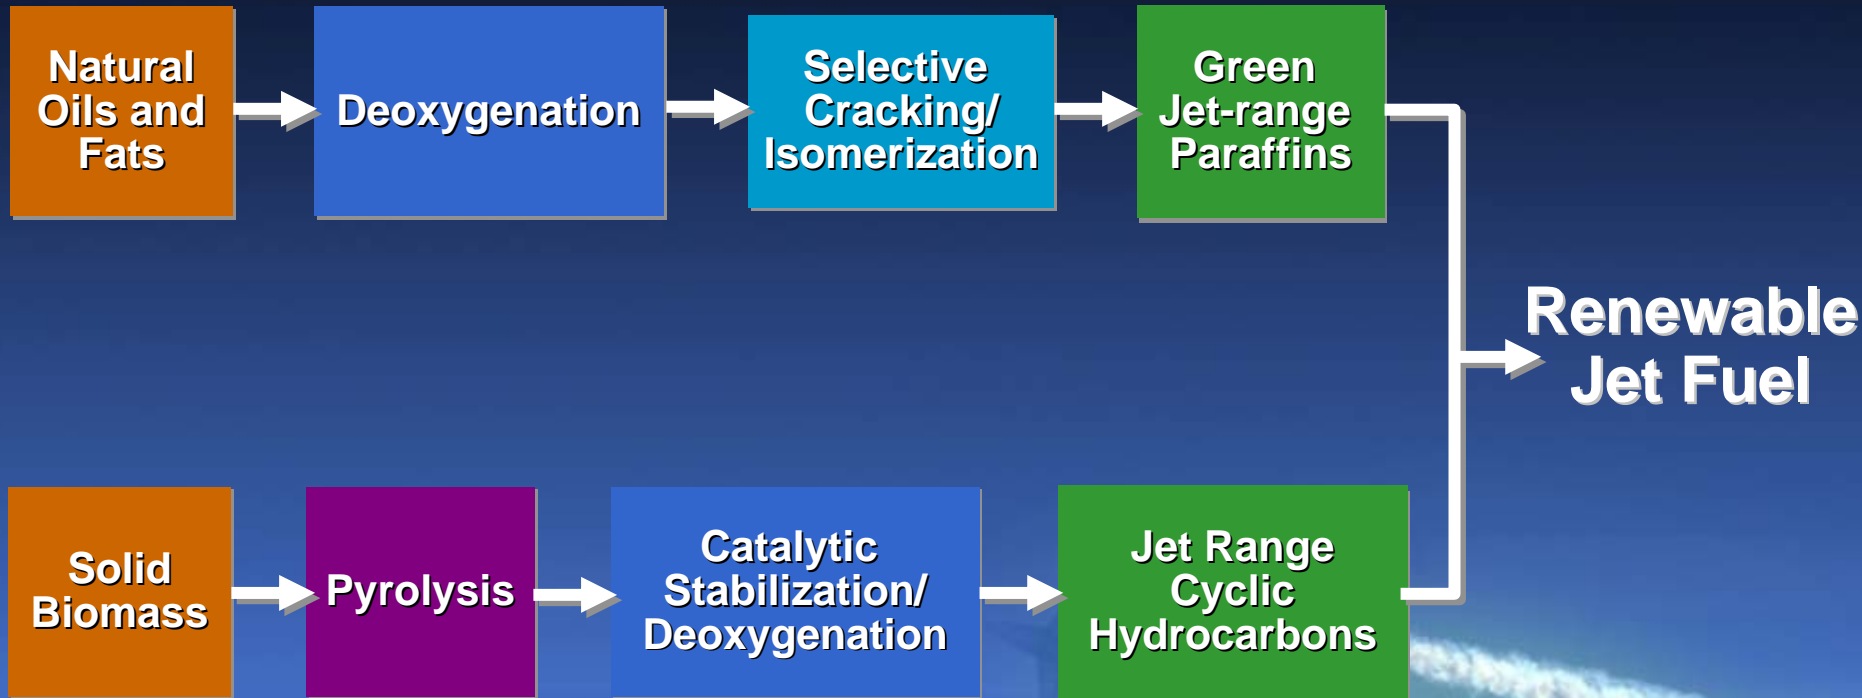 Natural
Oils and
Fats
Deoxygenation
Selective
Cracking/
Isomerization
Green
Jet-range
Paraffins
Renewable
Jet Fuel
Solid
Biomass
Pyrolysis
Catalytic
Stabilization/
Deoxygenation
Jet Range
Cyclic
Hydrocarbons